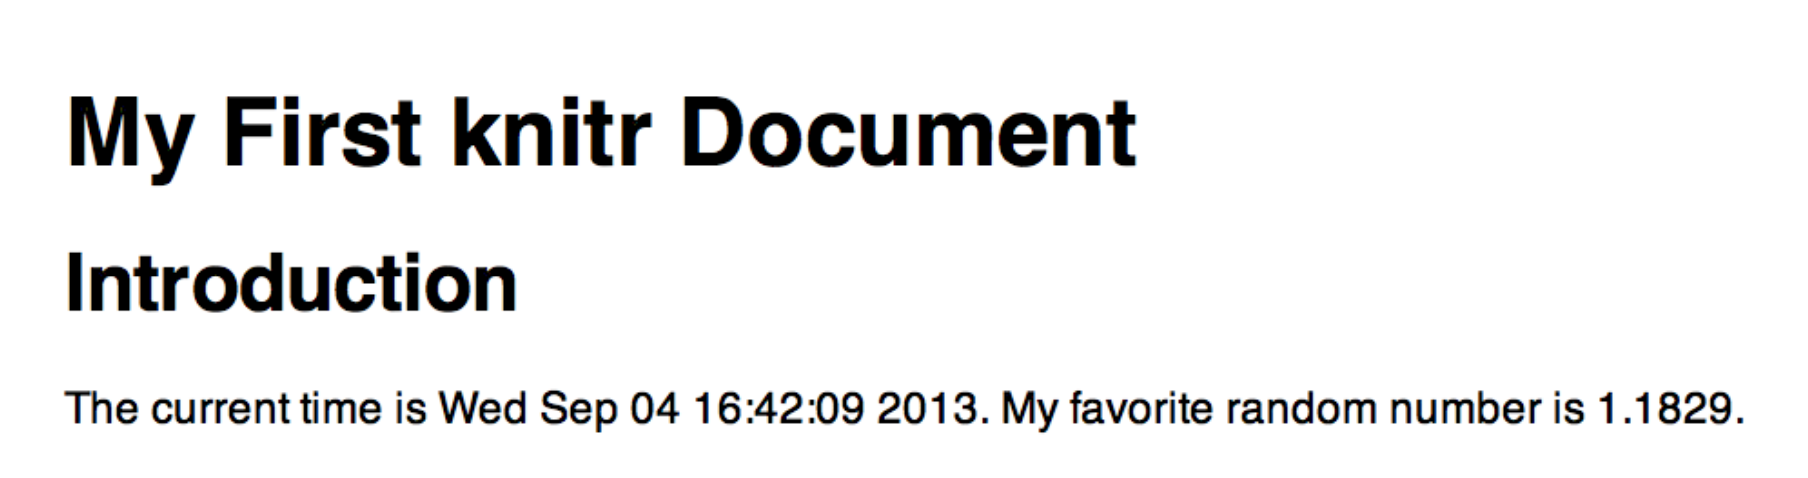 My First knitr Document
Introduction
The current time is Wed Sep 04 16:42:09 2013. My favorite random number is 1.1829.